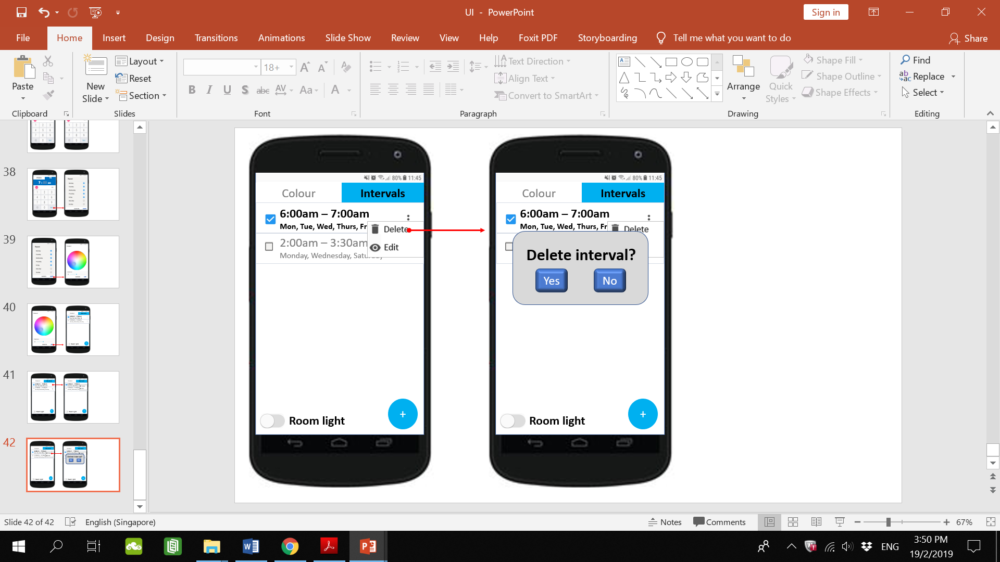 UI - PowerPoint
Sign in
File Home Insert Design Transitions Animations Slide Show Review View Help Foxit PDF Storyboarding Tell me what you want to do Share
Paste
Clipboard
New Slide
Layout
Reset
Section
Slides
18+
B I U S abc AV Aa A
Font
Text Direction
Align Text
Convert to SmartArt
Paragraph
Arrange
Quick Styles
Shape Fill
Shape Outline
Shape Effects
Drawing
Find
Replace
Select
Editing
38
39
40
41
42
80% 11:45
Colour Intervals
6:00am – 7:00am
Mon, Tue, Wed, Thurs, Fr
Delete
2:00am – 3:30am
Edit
Monday, Wednesday,
Room light +
80% 11:45
Colour Intervals
6:00am – 7:00am
Mon, Tue, Wed, Thurs, Fr
Delete
Delete interval?
Yes No
Room light +
Slide 42 of 42 English (Singapore) Notes Comments 67%
ENG
3:50 PM
19/2/2019